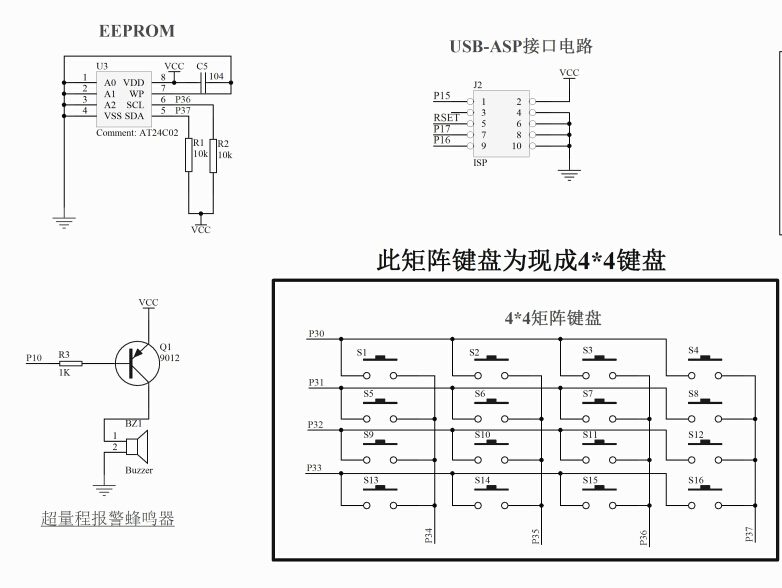 EEPROM
U3
VCC
C5
104
1 A0 VDD 8
2 A1 WP 7
3 A2 SCL 6 P36
4 VSS SDA 5 P37
Comment: AT24C02
R1
10k
R2
10k
VCC
USB-ASP接口电路
VCC
J2
P15 1 2
3 4
RSET 5 6
P17 7 8
P16 9 10
ISP
VCC
Q1
9012
P10
R3
1K
BZ1
1
2
Buzzer
超量程报警蜂鸣器
此矩阵键盘为现成4*4键盘
4*4矩阵键盘
P30
S1 S2 S3 S4
P31
S5 S6 S7 S8
P32
S9 S10 S11 S12
P33
S13 S14 S15 S16
P34 P35 P36 P37